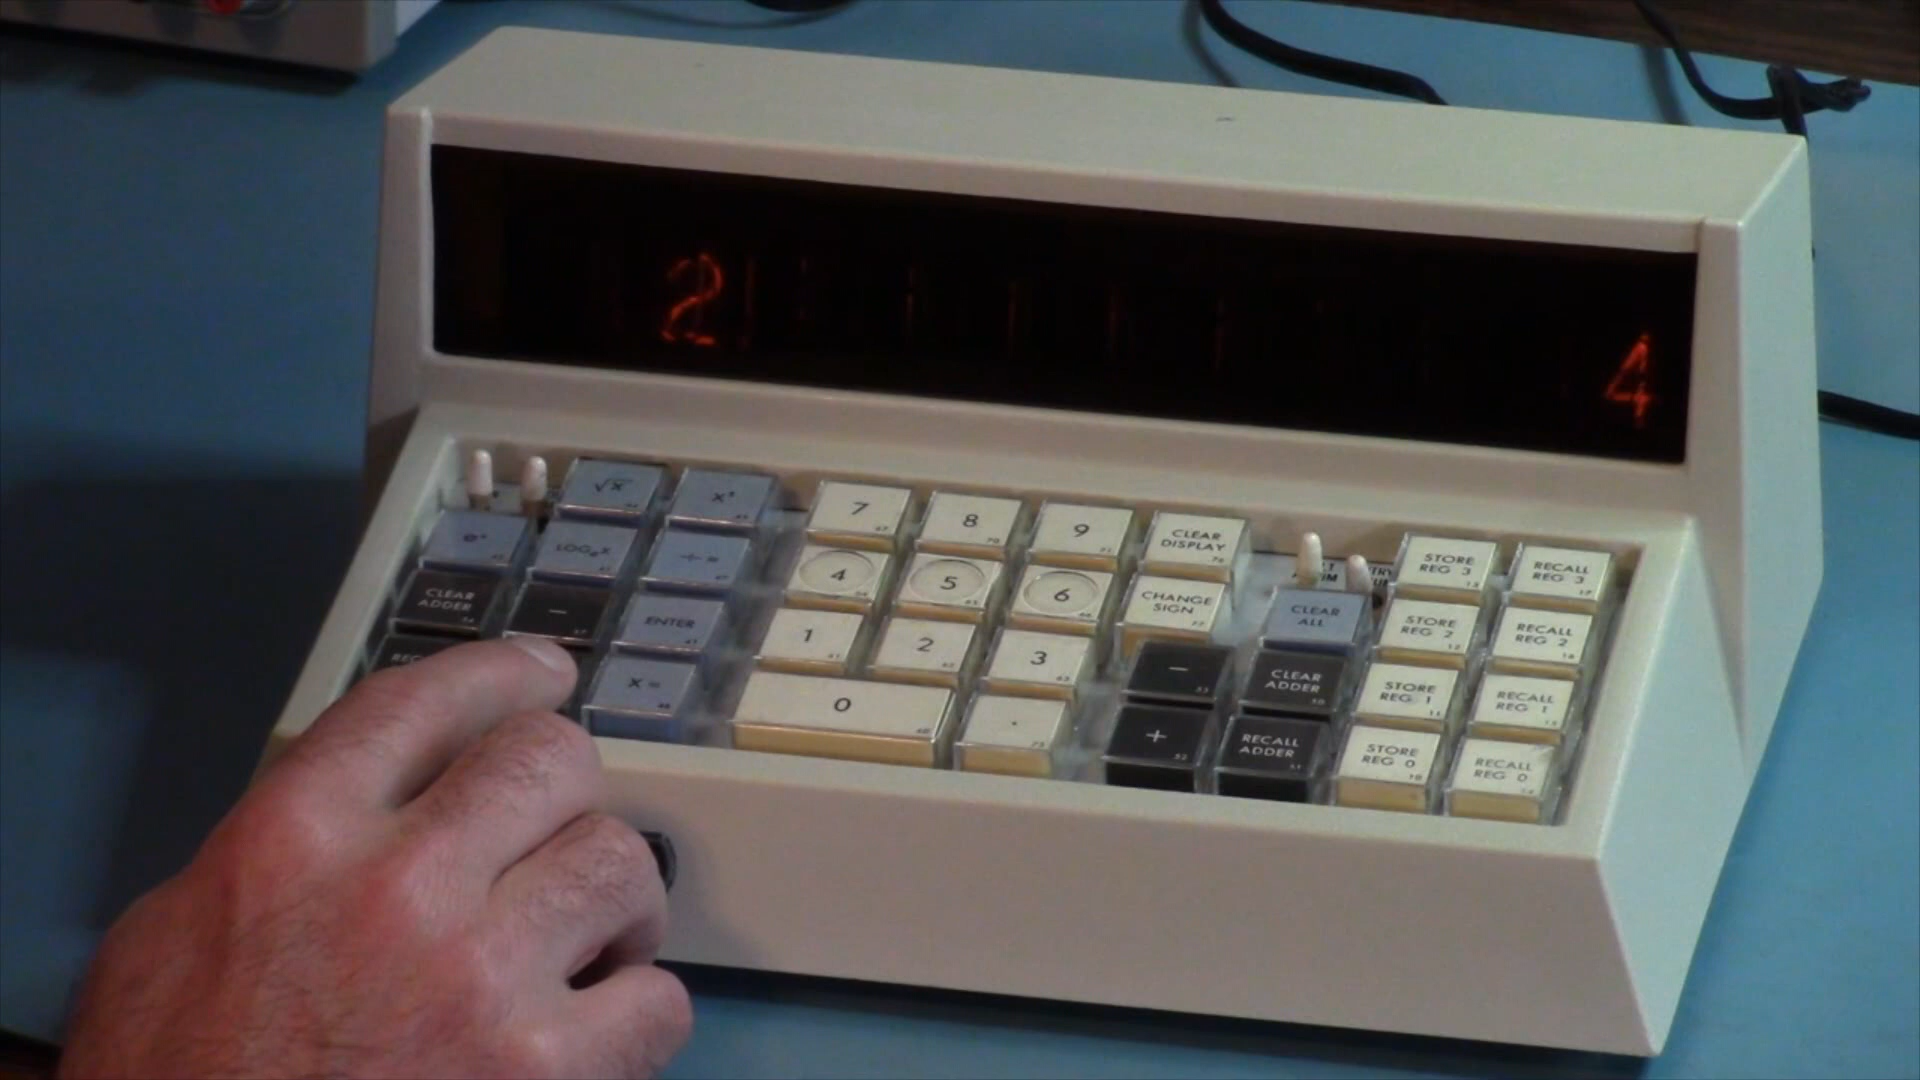 2 4
√x x² 7 8 9 CLEAR DISPLAY STORE REG 3 RECALL REG 3
LOGₑx ÷ = 4 5 6 CHANGE SIGN CLEAR ALL STORE REG 2 RECALL REG 2
CLEAR ADDER − ENTER 1 2 3 − CLEAR ADDER STORE REG 1 RECALL REG 1
X = 0 . + RECALL ADDER STORE REG 0 RECALL REG 0